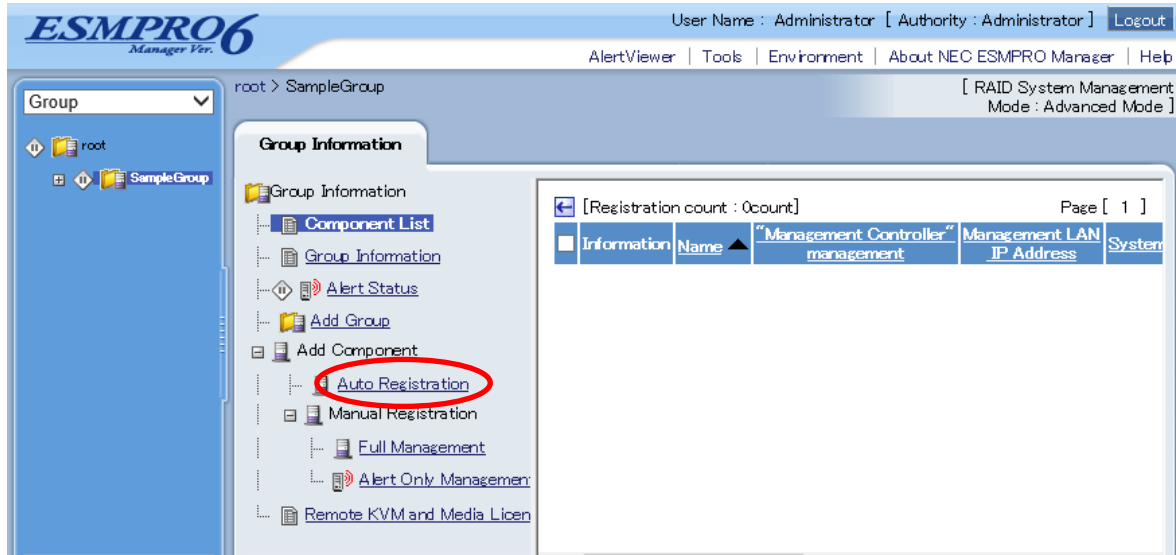 ESMPRO6
Manager Ver.
User Name : Administrator [ Authority : Administrator ] Logout
AlertViewer | Tools | Environment | About NEC ESMPRO Manager | Help
Group
root > SampleGroup
[ RAID System Management
Mode : Advanced Mode ]
root
SampleGroup
Group Information
Group Information
Component List
Group Information
Alert Status
Add Group
Add Component
Auto Registration
Manual Registration
Full Management
Alert Only Managemen
Remote KVM and Media Licen
[Registration count : 0count]
Page [ 1 ]
Information Name "Management Controller" management Management LAN IP Address System